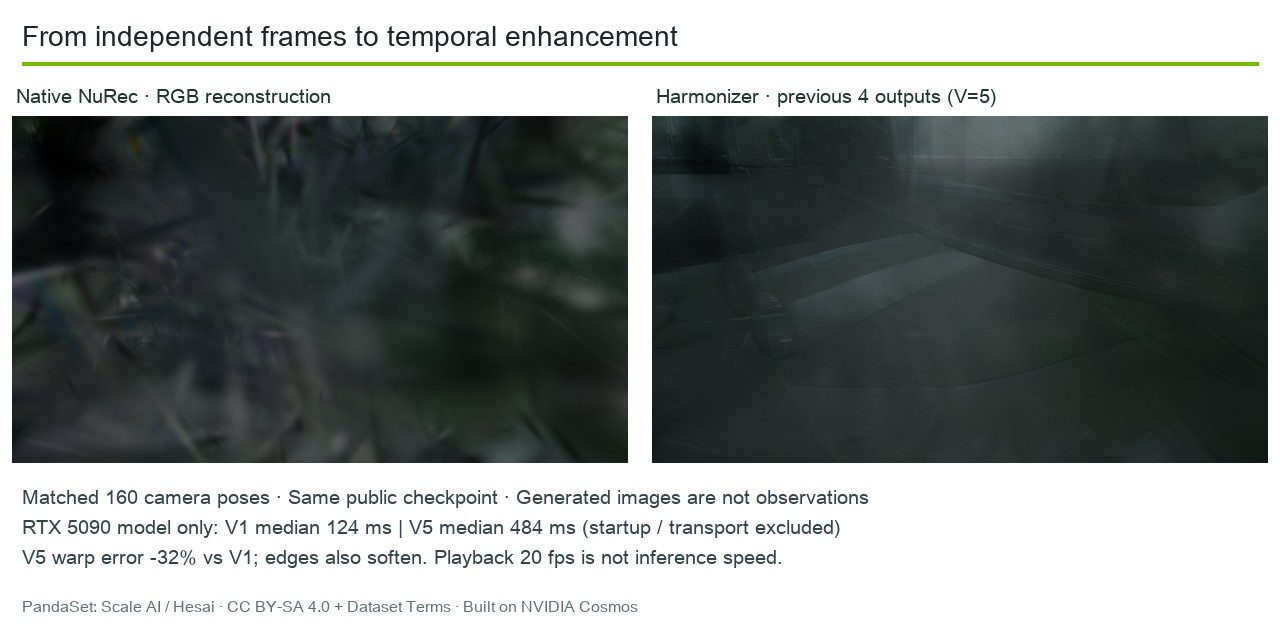 From independent frames to temporal enhancement
Native NuRec · RGB reconstruction
Harmonizer · previous 4 outputs (V=5)
Matched 160 camera poses · Same public checkpoint · Generated images are not observations
RTX 5090 model only: V1 median 124 ms | V5 median 484 ms (startup / transport excluded)
V5 warp error -32% vs V1; edges also soften. Playback 20 fps is not inference speed.
PandaSet: Scale AI / Hesai · CC BY-SA 4.0 + Dataset Terms · Built on NVIDIA Cosmos